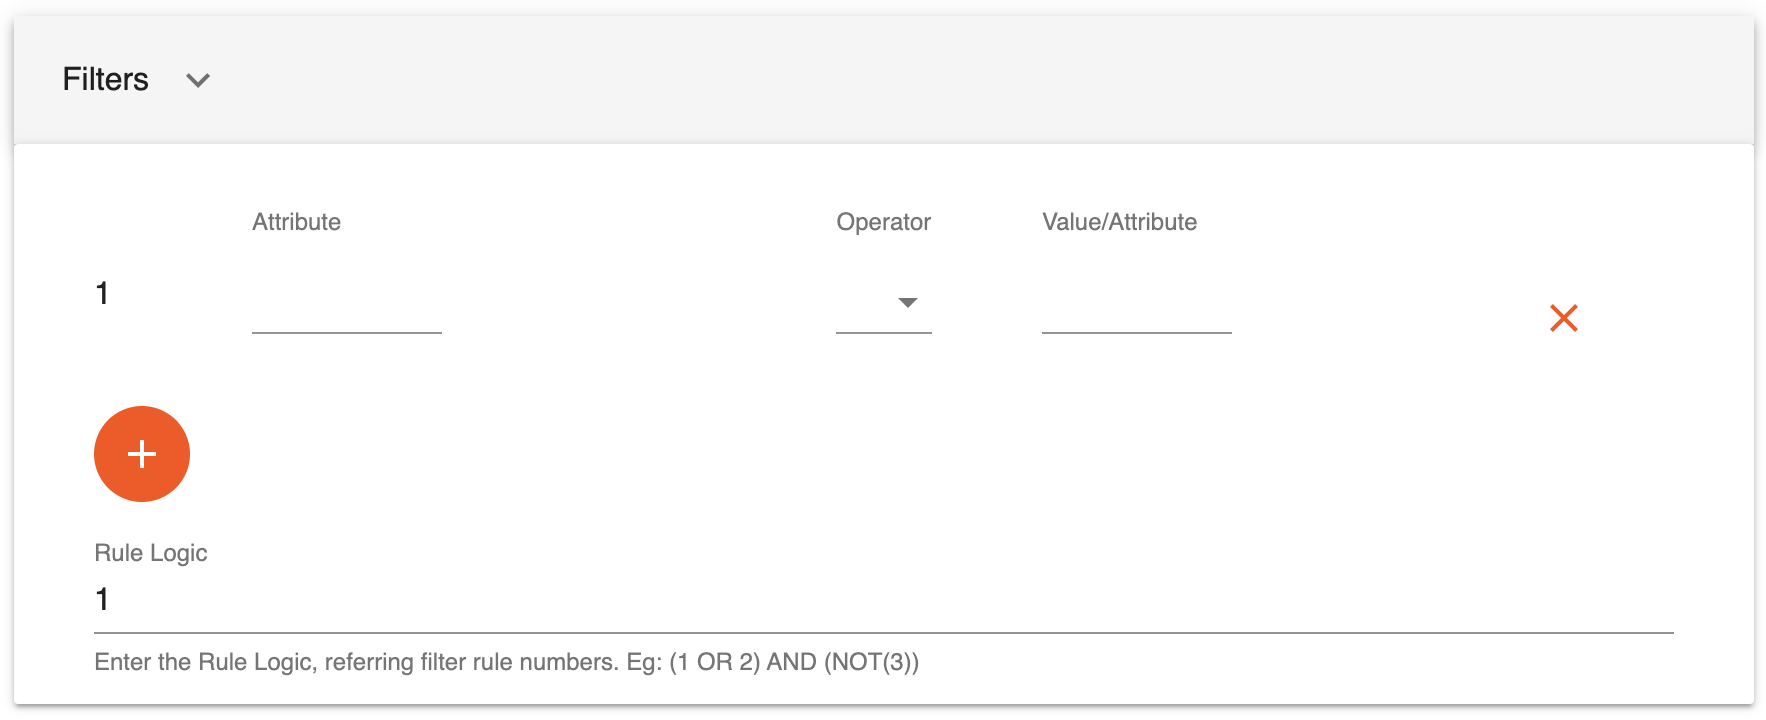 Filters
Attribute Operator Value/Attribute
1
Rule Logic
1
Enter the Rule Logic, referring filter rule numbers. Eg: (1 OR 2) AND (NOT(3))